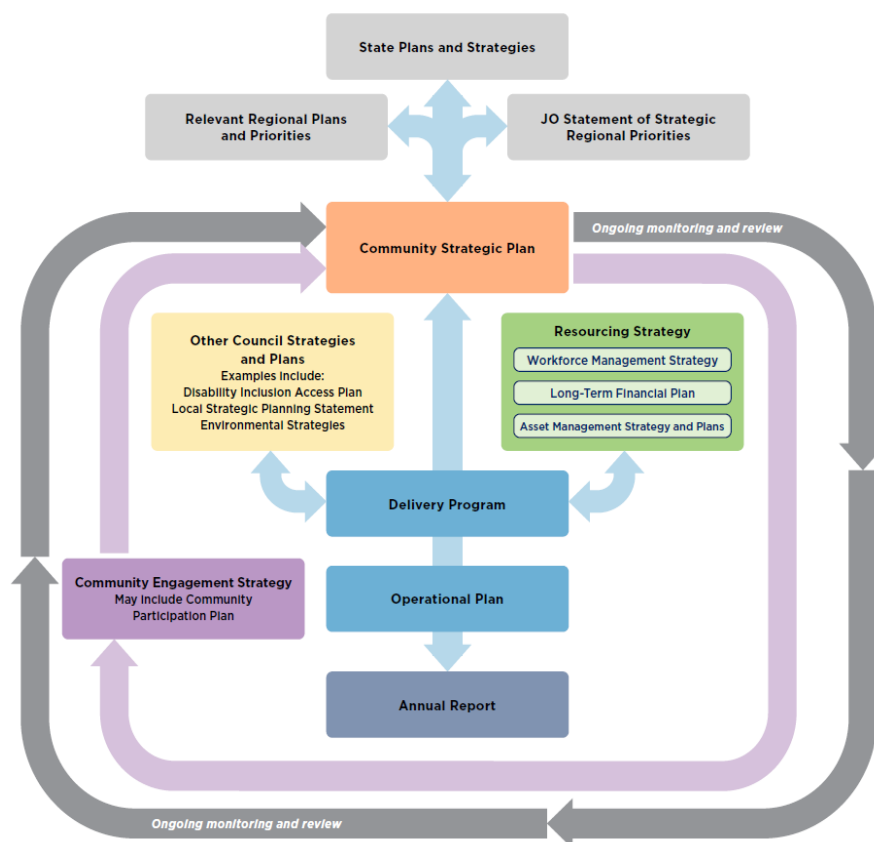 State Plans and Strategies
Relevant Regional Plans
and Priorities
JO Statement of Strategic
Regional Priorities
Community Strategic Plan
Ongoing monitoring and review
Other Council Strategies
and Plans
Examples Include:
Disability Inclusion Access Plan
Local Strategic Planning Statement
Environmental Strategies
Resourcing Strategy
Workforce Management Strategy
Long-Term Financial Plan
Asset Management Strategy and Plans
Delivery Program
Community Engagement Strategy
May Include Community
Participation Plan
Operational Plan
Annual Report
Ongoing monitoring and review